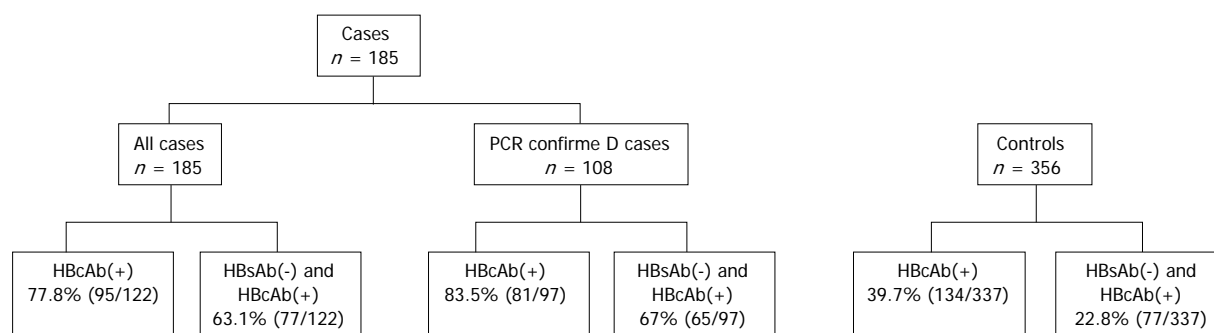 Cases
n = 185
All cases
n = 185
PCR confirme D cases
n = 108
Controls
n = 356
HBcAb(+)
77.8% (95/122)
HBsAb(-) and
HBcAb(+)
63.1% (77/122)
HBcAb(+)
83.5% (81/97)
HBsAb(-) and
HBcAb(+)
67% (65/97)
HBcAb(+)
39.7% (134/337)
HBsAb(-) and
HBcAb(+)
22.8% (77/337)